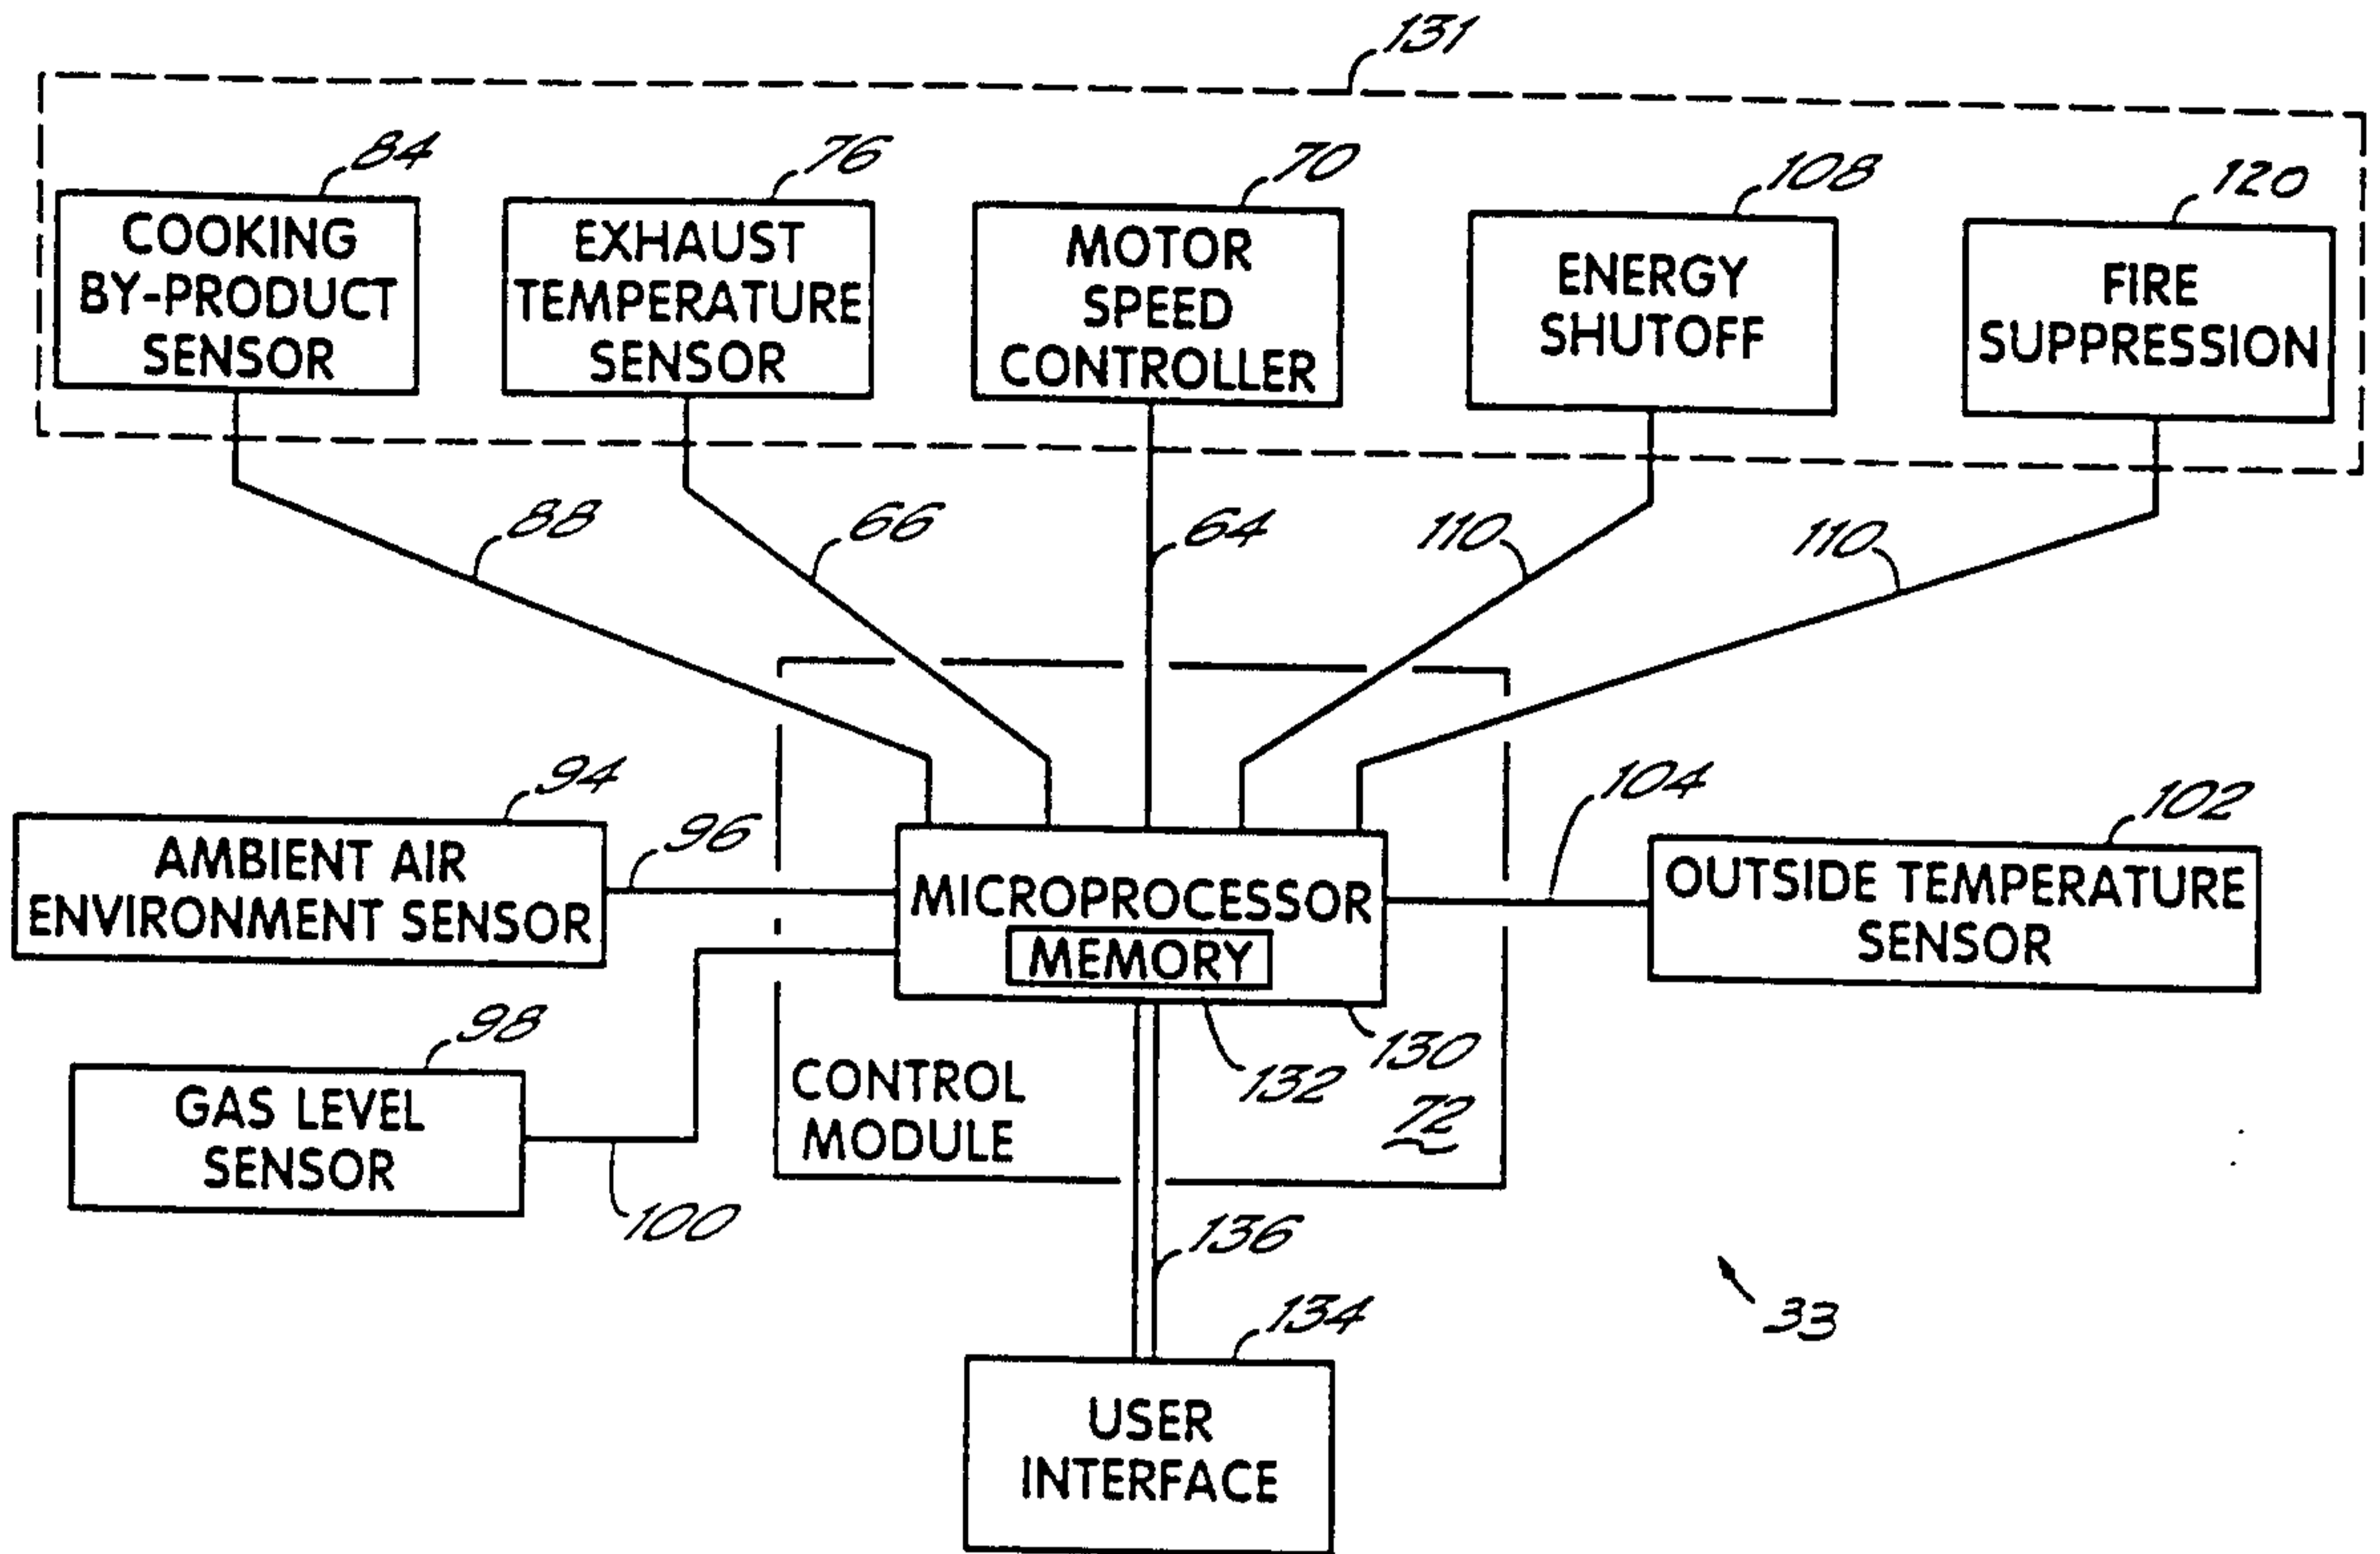 131
84
76
70
108
120
COOKING
BY-PRODUCT
SENSOR
EXHAUST
TEMPERATURE
SENSOR
MOTOR
SPEED
CONTROLLER
ENERGY
SHUTOFF
FIRE
SUPPRESSION
88
66
64
110
110
94
96
104
102
AMBIENT AIR
ENVIRONMENT SENSOR
MICROPROCESSOR
MEMORY
OUTSIDE TEMPERATURE
SENSOR
98
GAS LEVEL
SENSOR
100
CONTROL
MODULE
132
130
72
136
134
33
USER
INTERFACE